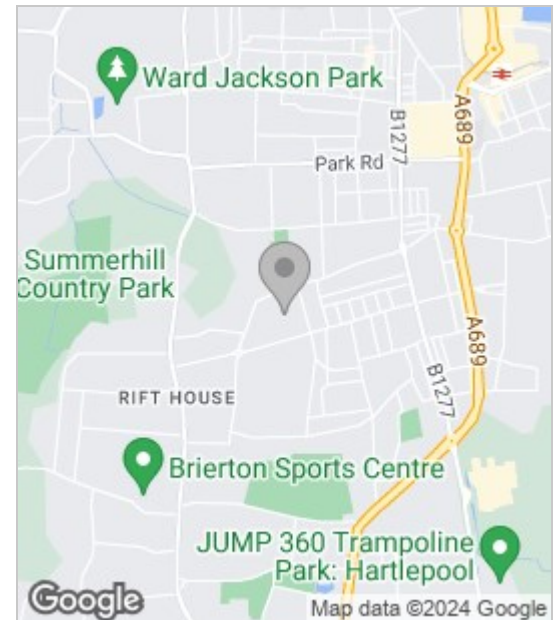 Ward Jackson Park
B1277
A689
Park Rd
Summerhill
Country Park
A689
B1277
RIFT HOUSE
Brierton Sports Centre
JUMP 360 Trampoline
Park: Hartlepool
Google
Map data ©2024 Google